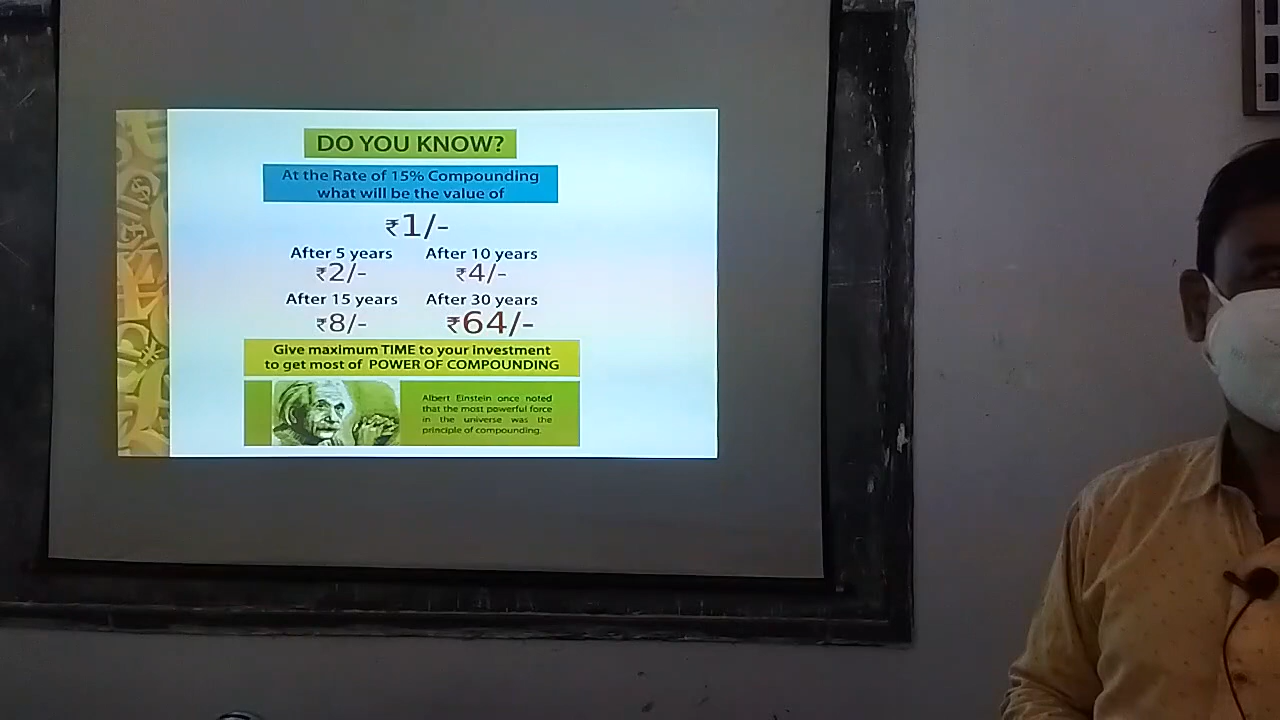 DO YOU KNOW?
At the Rate of 15% Compounding
what will be the value of
₹1/-
After 5 years After 10 years
₹2/- ₹4/-
After 15 years After 30 years
₹8/- ₹64/-
Give maximum TIME to your investment
to get most of POWER OF COMPOUNDING
Albert Einstein once noted
that the most powerful force
in the universe was the
principle of compounding.